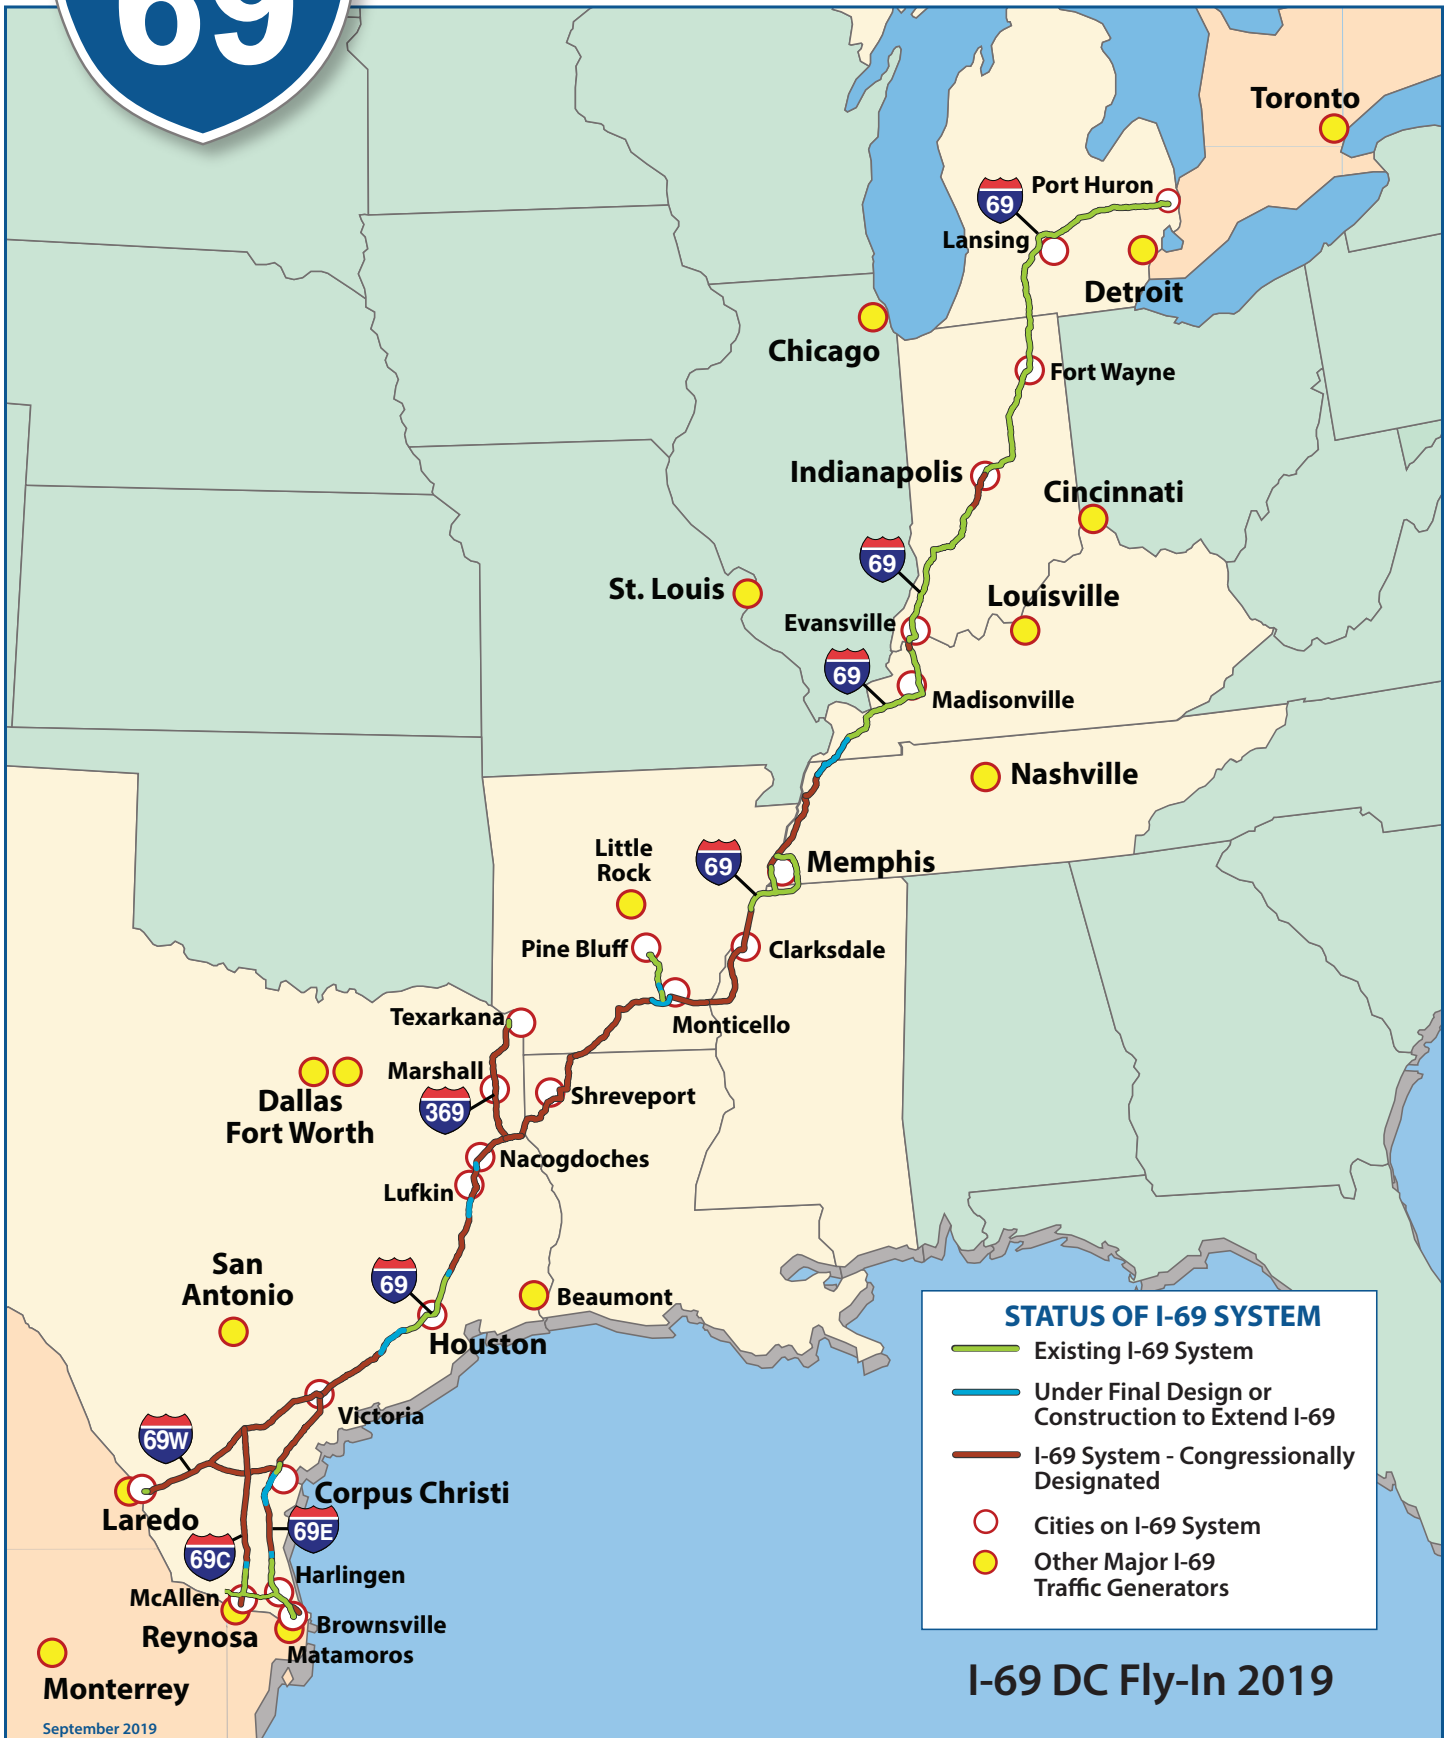 69
Toronto
Port Huron
69
Lansing
Detroit
Chicago
Fort Wayne
Indianapolis
Cincinnati
69
St. Louis
Louisville
Evansville
69
Madisonville
Nashville
Little
Rock
69
Memphis
Pine Bluff
Clarksdale
Texarkana
Monticello
Marshall
369
Shreveport
Dallas
Fort Worth
Nacogdoches
Lufkin
San
Antonio
69
Beaumont
Houston
Victoria
69W
Corpus Christi
Laredo
69E
69C
Harlingen
McAllen
Brownsville
Reynosa
Matamoros
Monterrey
September 2019
STATUS OF I-69 SYSTEM
Existing I-69 System
Under Final Design or
Construction to Extend I-69
I-69 System - Congressionally
Designated
Cities on I-69 System
Other Major I-69
Traffic Generators
I-69 DC Fly-In 2019